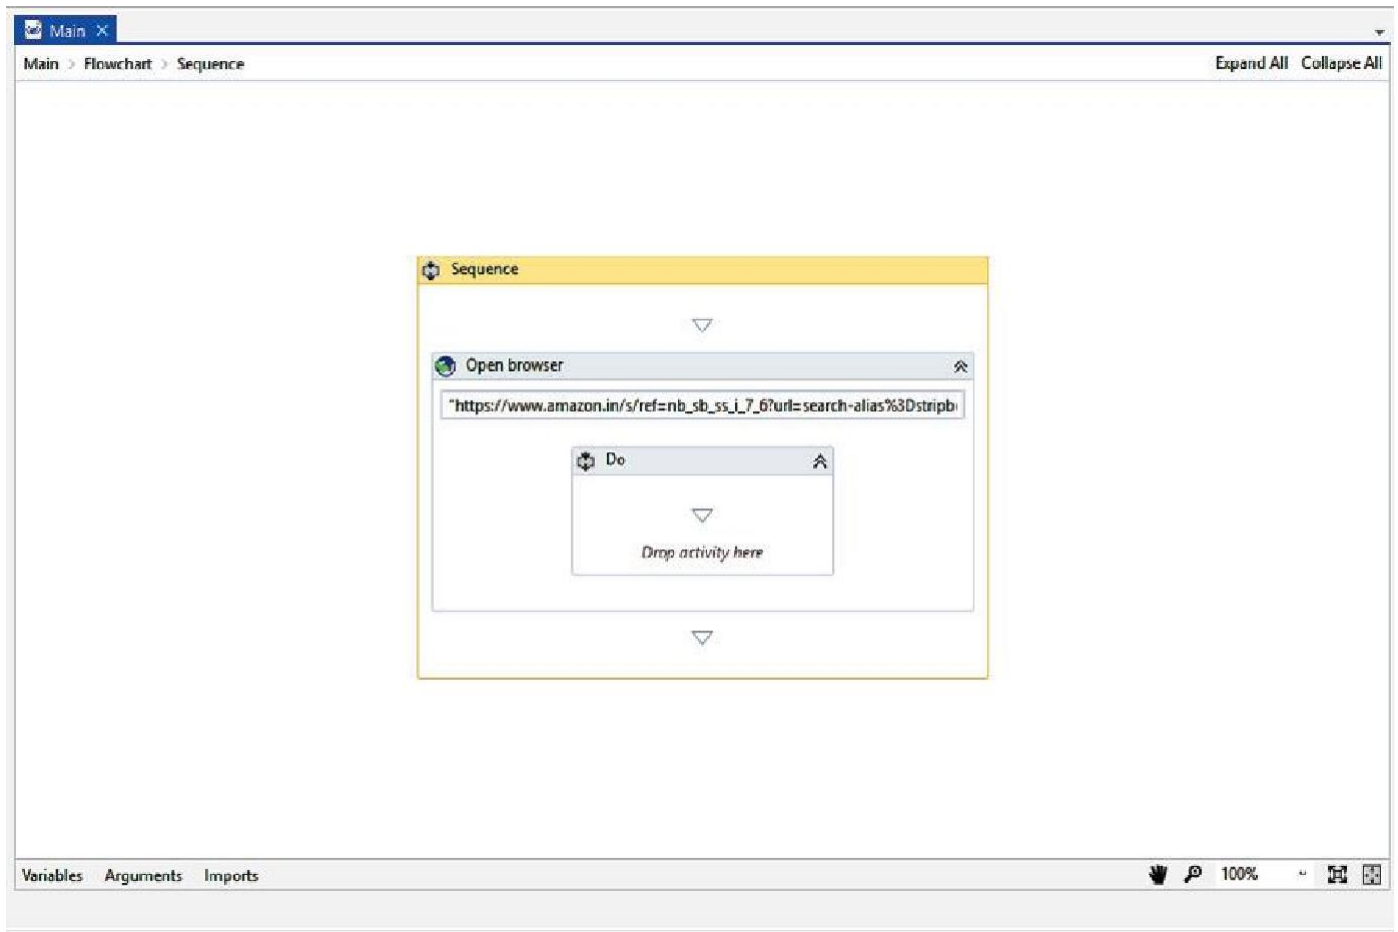 Main
Main > Flowchart > Sequence
Expand All Collapse All
Sequence
Open browser
"https://www.amazon.in/s/ref=nb_sb_ss_i_7_6?url=search-alias%3Dstripb
Do
Drop activity here
Variables Arguments Imports
100%